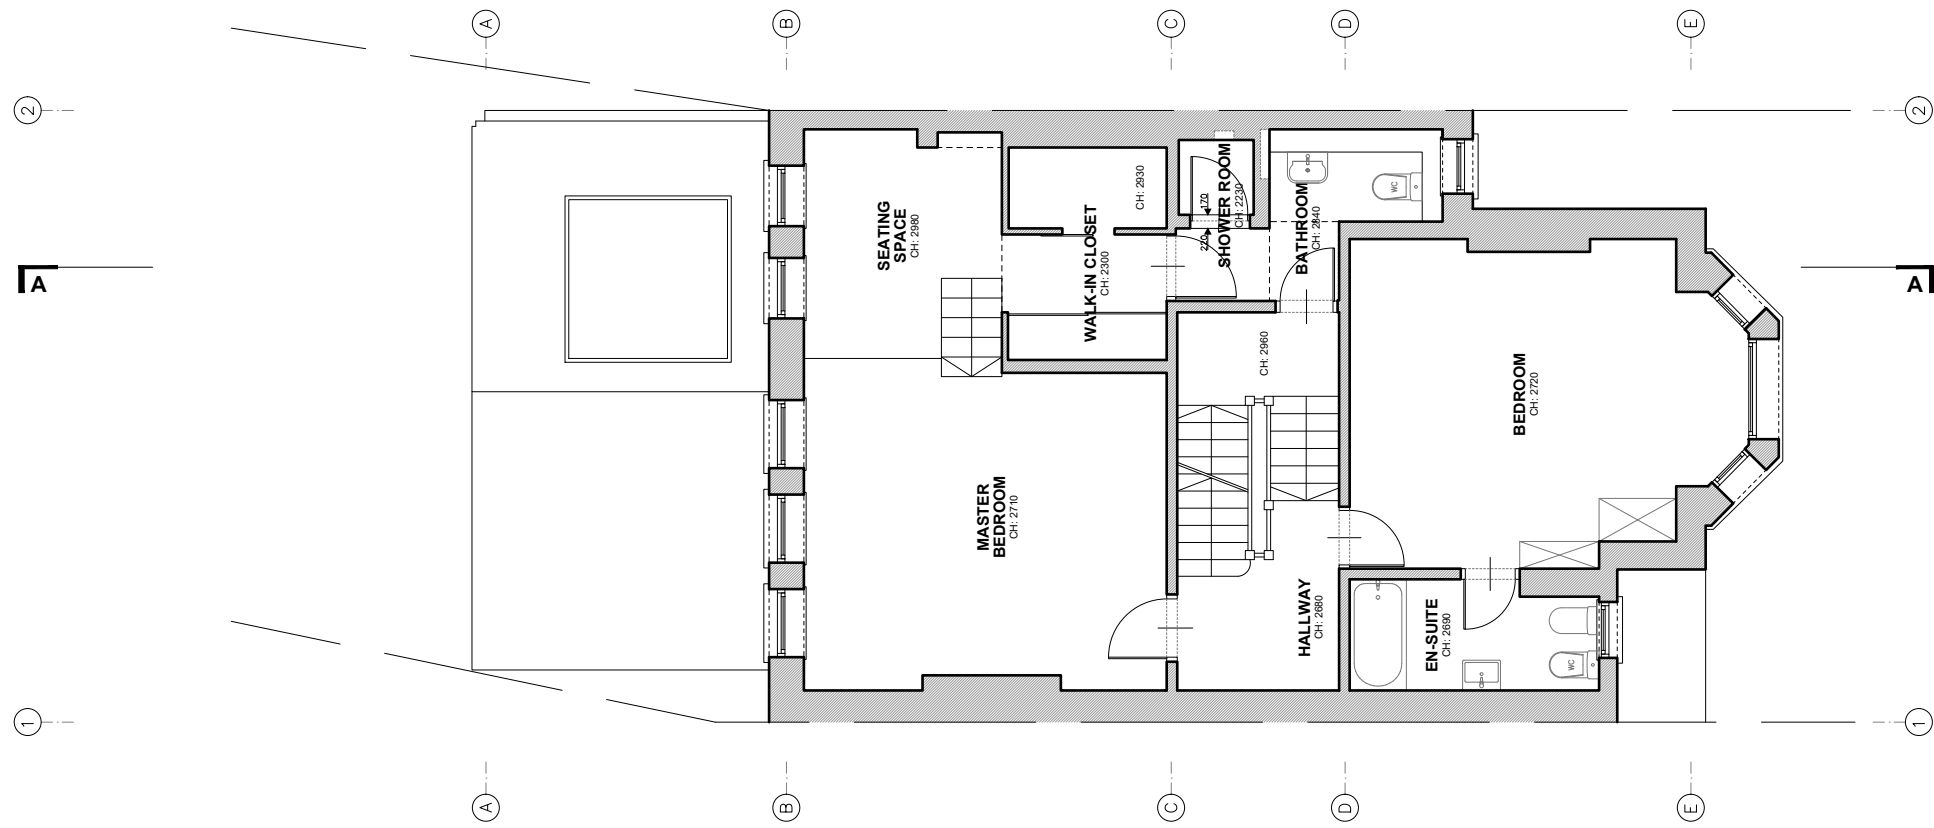 A
B
C
D
E
2
2
A
A
SEATING
SPACE
CH: 2980
WALK-IN CLOSET
CH: 2300
CH: 2930
SHOWER ROOM
CH: 2230
170
220
BATHROOM
CH: 2840
WC
CH: 2960
BEDROOM
CH: 2720
MASTER
BEDROOM
CH: 2710
HALLWAY
CH: 2680
EN-SUITE
CH: 2690
WC
1
1
A
B
C
D
E